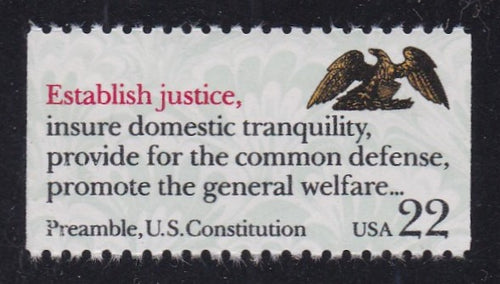 Establish justice,
insure domestic tranquility,
provide for the common defense,
promote the general welfare...
Preamble, U.S. Constitution USA 22